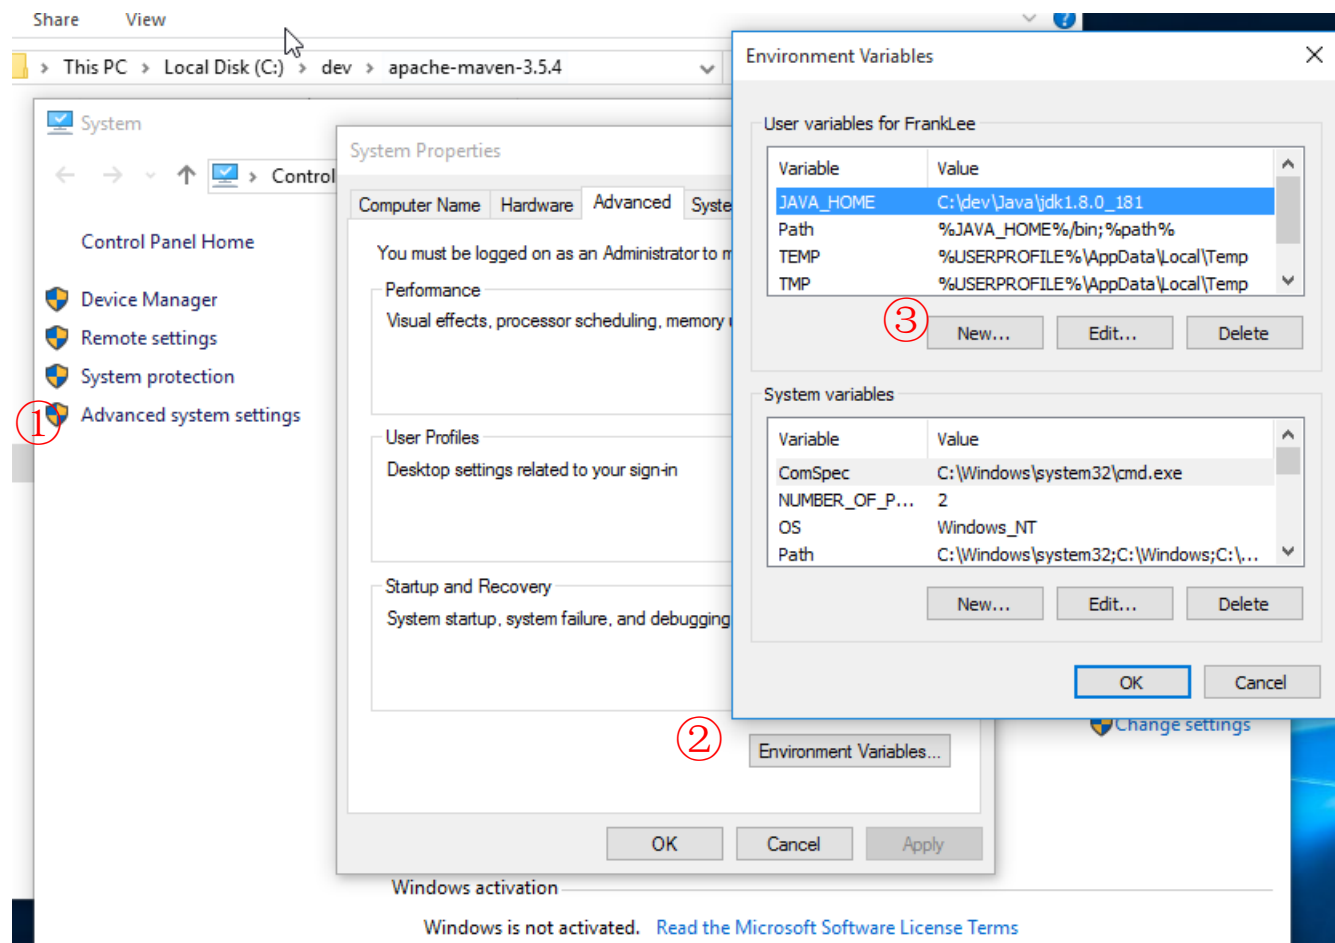 Share View
This PC > Local Disk (C:) > dev > apache-maven-3.5.4
System
Control
Control Panel Home
Device Manager
Remote settings
System protection
① Advanced system settings
System Properties
Computer Name Hardware Advanced Syste
You must be logged on as an Administrator to m
Performance
Visual effects, processor scheduling, memory
User Profiles
Desktop settings related to your sign-in
Startup and Recovery
System startup, system failure, and debugging
② Environment Variables...
OK Cancel Apply
Environment Variables
User variables for FrankLee
Variable Value
JAVA_HOME C:\dev\Java\jdk1.8.0_181
Path %JAVA_HOME%/bin;%path%
TEMP %USERPROFILE%\AppData\Local\Temp
TMP %USERPROFILE%\AppData\Local\Temp
③ New... Edit... Delete
System variables
Variable Value
ComSpec C:\Windows\system32\cmd.exe
NUMBER_OF_P... 2
OS Windows_NT
Path C:\Windows\system32;C:\Windows;C:\...
New... Edit... Delete
OK Cancel
Change settings
Windows activation
Windows is not activated. Read the Microsoft Software License Terms